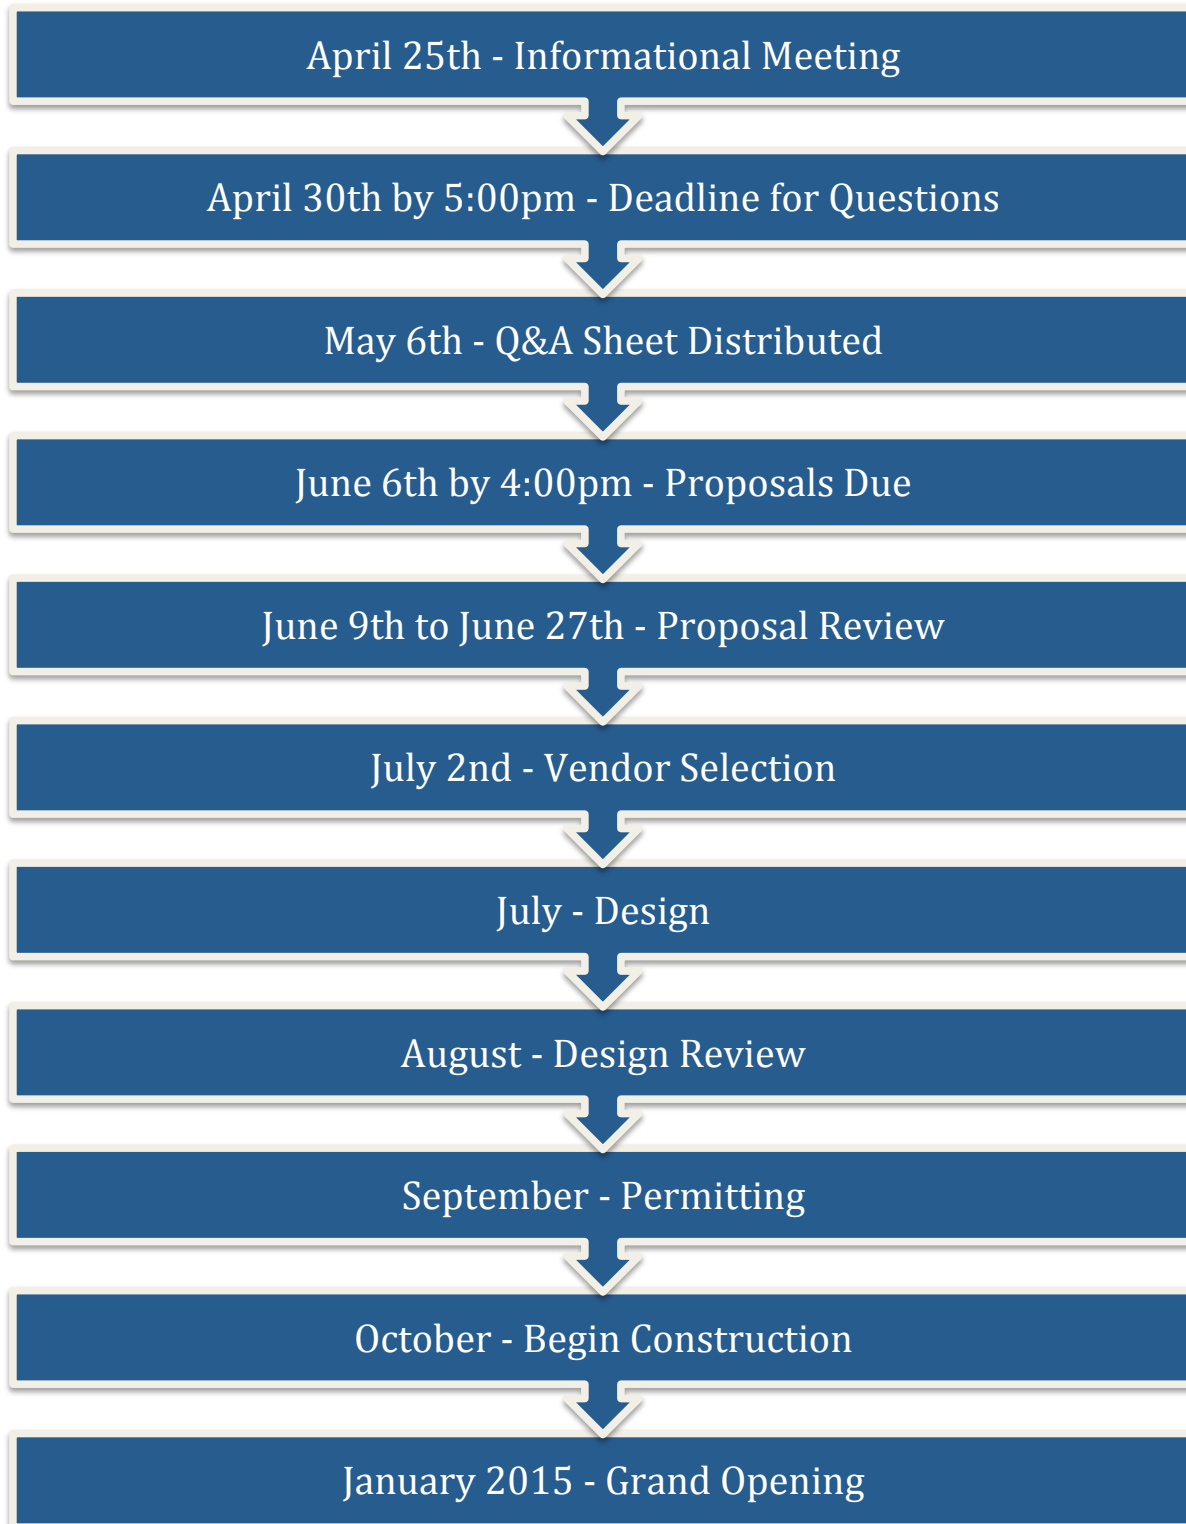 April 25th - Informational Meeting
April 30th by 5:00pm - Deadline for Questions
May 6th - Q&A Sheet Distributed
June 6th by 4:00pm - Proposals Due
June 9th to June 27th - Proposal Review
July 2nd - Vendor Selection
July - Design
August - Design Review
September - Permitting
October - Begin Construction
January 2015 - Grand Opening